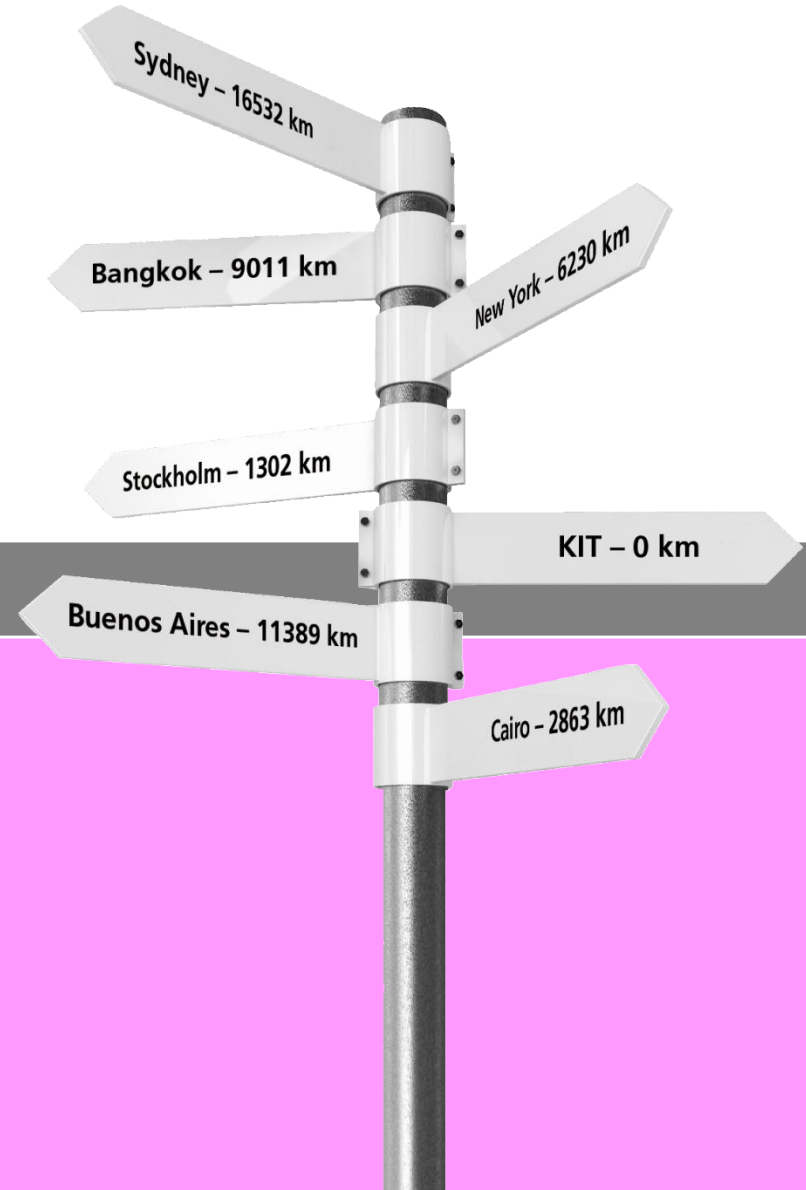 Sydney – 16532 km
Bangkok – 9011 km
New York – 6230 km
Stockholm – 1302 km
KIT – 0 km
Buenos Aires – 11389 km
Cairo – 2863 km